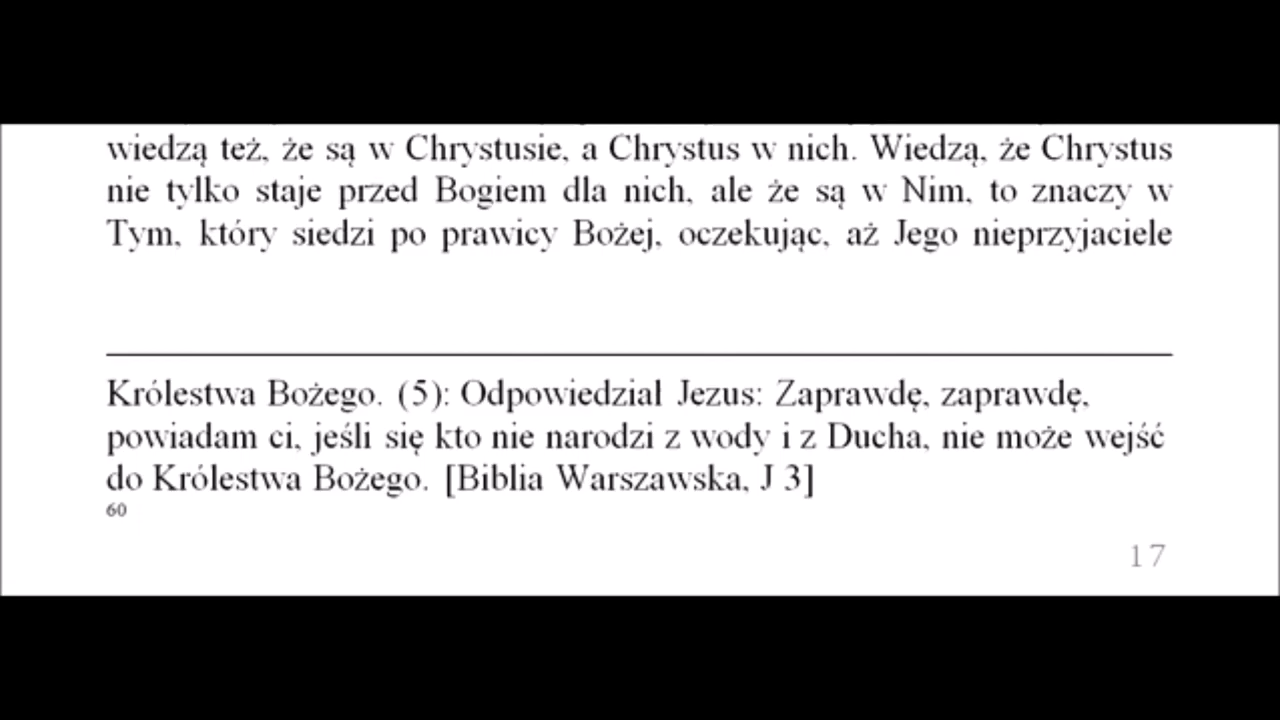 wiedzą też, że są w Chrystusie, a Chrystus w nich. Wiedzą, że Chrystus
nie tylko staje przed Bogiem dla nich, ale że są w Nim, to znaczy w
Tym, który siedzi po prawicy Bożej, oczekując, aż Jego nieprzyjaciele
Królestwa Bożego. (5): Odpowiedział Jezus: Zaprawdę, zaprawdę,
powiadam ci, jeśli się kto nie narodzi z wody i z Ducha, nie może wejść
do Królestwa Bożego. [Biblia Warszawska, J 3]
60
17